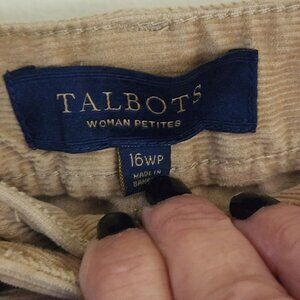 TALBOTS
WOMAN PETITES
16WP
MADE IN